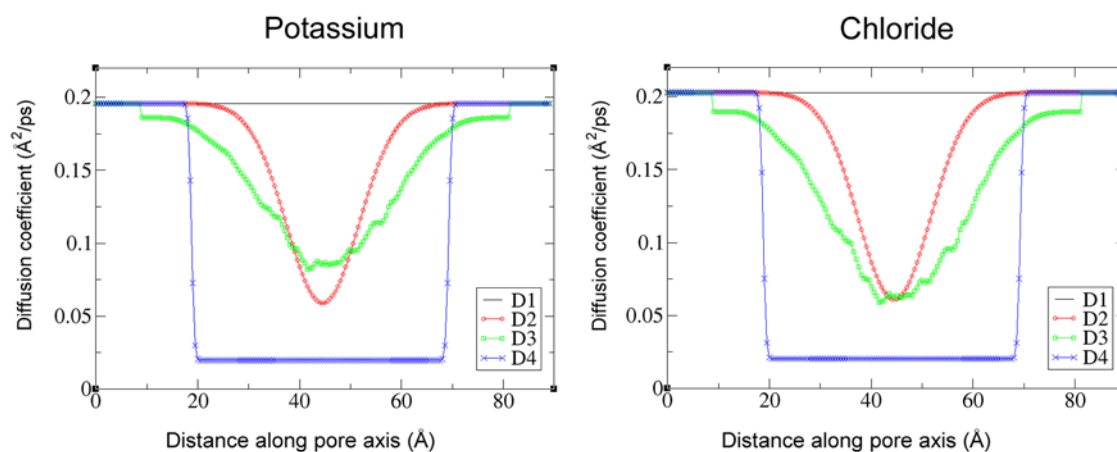 Potassium
Diffusion coefficient (Å²/ps)
0.2
0.15
0.1
0.05
0
0
20
40
60
80
D1
D2
D3
D4
Distance along pore axis (Å)
Chloride
Diffusion coefficient (Å²/ps)
0.2
0.15
0.1
0.05
0
0
20
40
60
80
D1
D2
D3
D4
Distance along pore axis (Å)